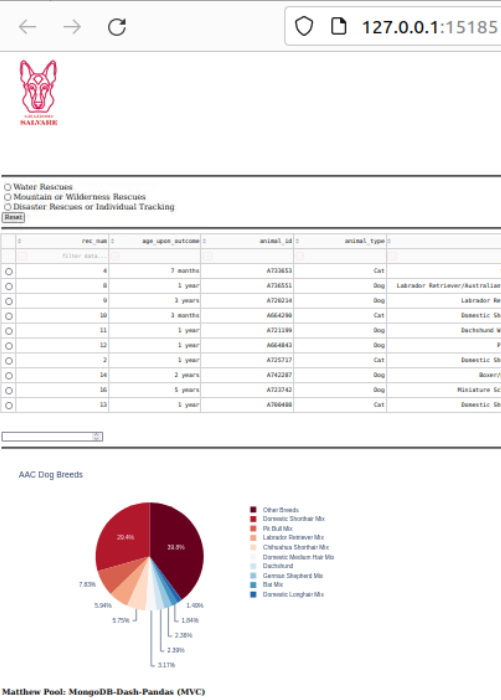 127.0.0.1:15185
GRAZIOSO
SALVARE
Water Rescues
Mountain or Wilderness Rescues
Disaster Rescues or Individual Tracking
Reset
rec_num age_upon_outcome animal_id animal_type
filter data...
4 7 months A733653 Cat
8 1 year A736551 Dog Labrador Retriever/Australian
9 3 years A720214 Dog Labrador Re
10 3 months A664290 Cat Domestic Sh
11 1 year A721199 Dog Dachshund W
12 1 year A664843 Dog P
2 1 year A725717 Cat Domestic Sh
14 2 years A742287 Dog Boxer/
16 5 years A723742 Dog Miniature Sc
13 1 year A700408 Cat Domestic Sh
AAC Dog Breeds
39.8%
29.4%
7.83%
5.94%
5.75%
3.17%
2.39%
2.38%
1.84%
1.48%
Other Breeds
Domestic Shorthair Mix
Pit Bull Mix
Labrador Retriever Mix
Chihuahua Shorthair Mix
Domestic Medium Hair Mix
Dachshund
German Shepherd Mix
Bat Mix
Domestic Longhair Mix
Matthew Pool: MongoDB-Dash-Pandas (MVC)